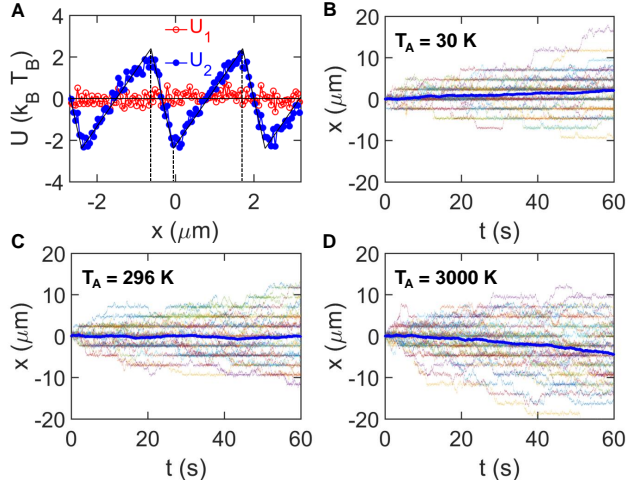 A
U (k_B T_B)
4
2
0
-2
-4
U_1
U_2
-2
0
2
x (μm)
B
T_A = 30 K
x (μm)
20
10
0
-10
-20
0
20
40
60
t (s)
C
T_A = 296 K
x (μm)
20
10
0
-10
-20
0
20
40
60
t (s)
D
T_A = 3000 K
x (μm)
20
10
0
-10
-20
0
20
40
60
t (s)